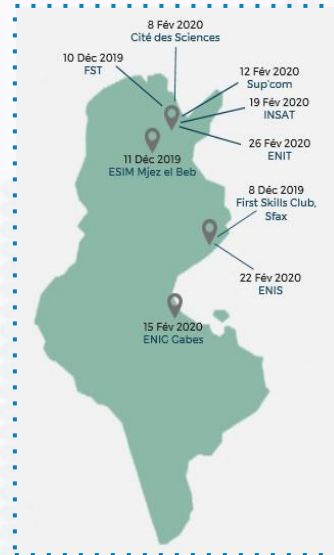 8 Fév 2020
Cité des Sciences
10 Déc 2019
FST
12 Fév 2020
Sup'com
19 Fév 2020
INSAT
26 Fév 2020
ENIT
11 Déc 2019
ESIM Mjez el Beb
8 Déc 2019
First Skills Club,
Sfax
22 Fév 2020
ENIS
15 Fév 2020
ENIG Gabes